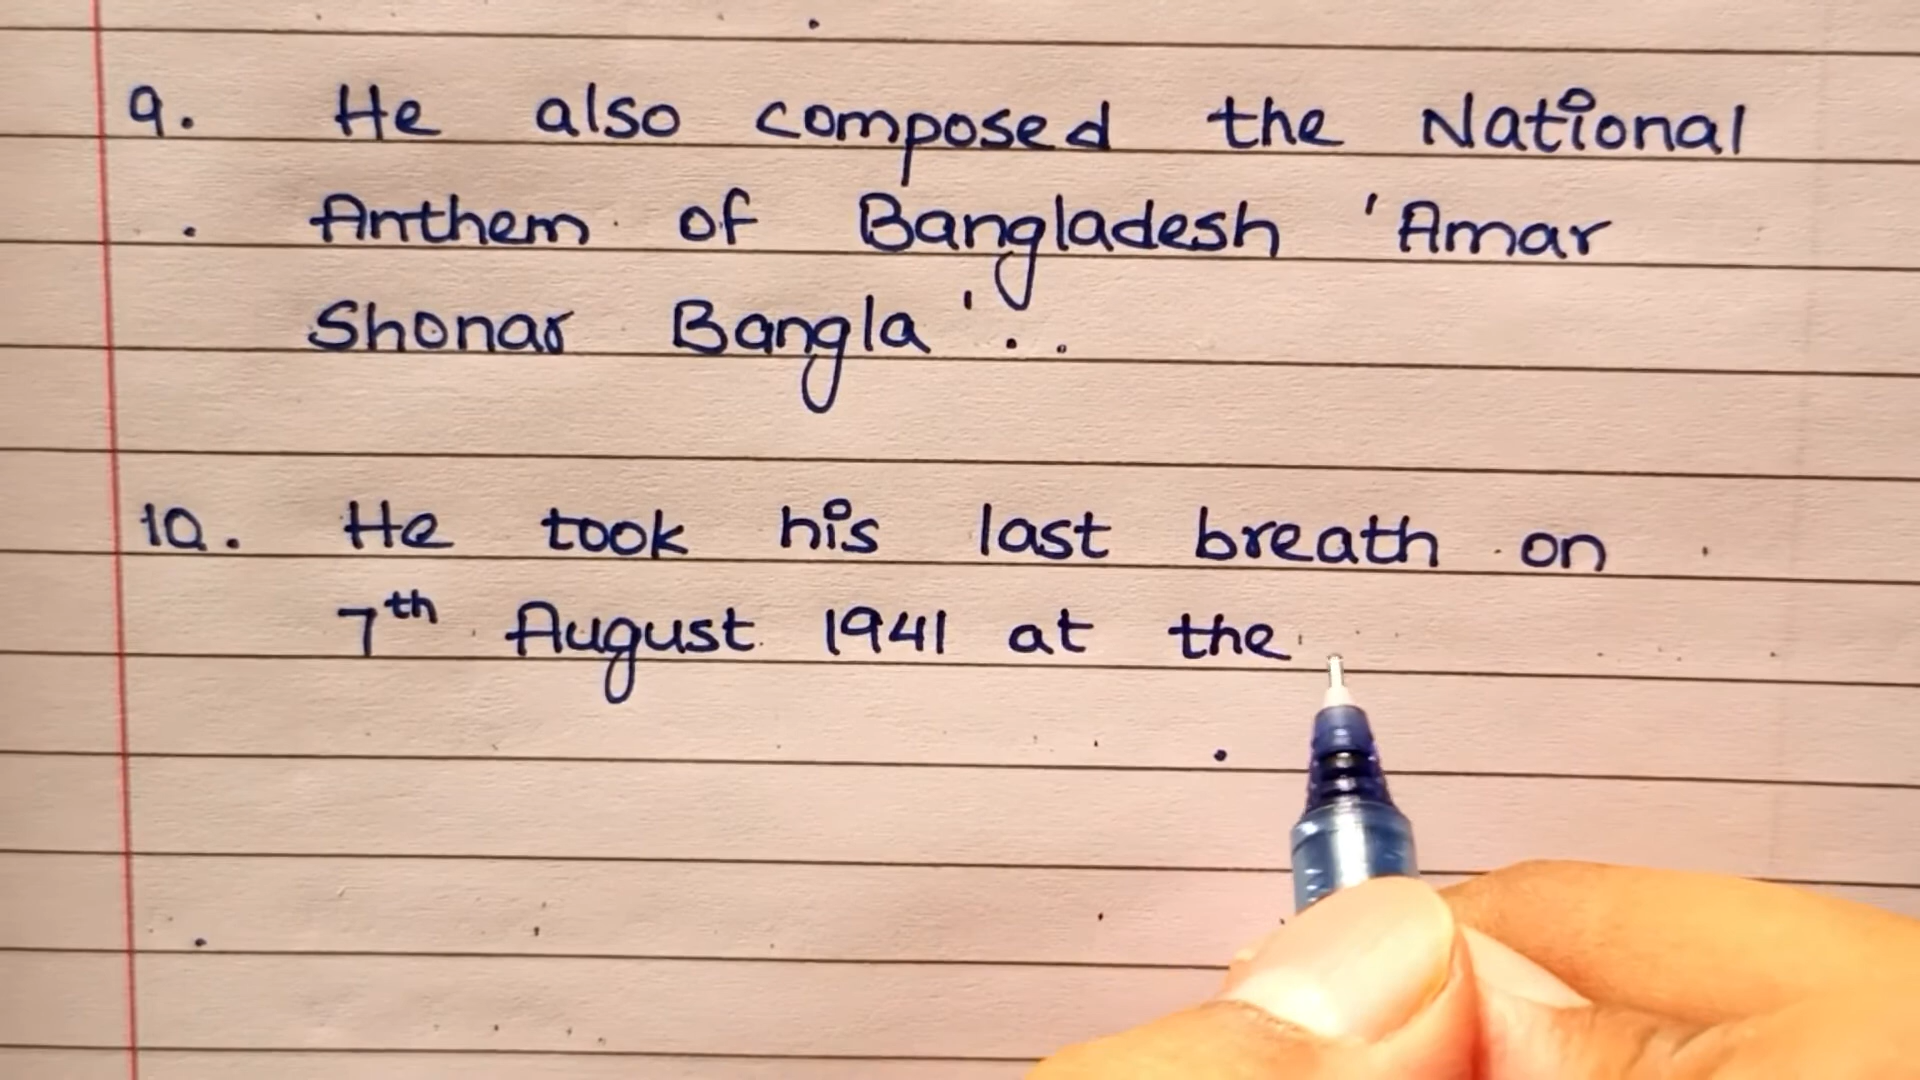 9. He also composed the National
Anthem of Bangladesh 'Amar
Shonar Bangla'..
10. He took his last breath on
7th August 1941 at the